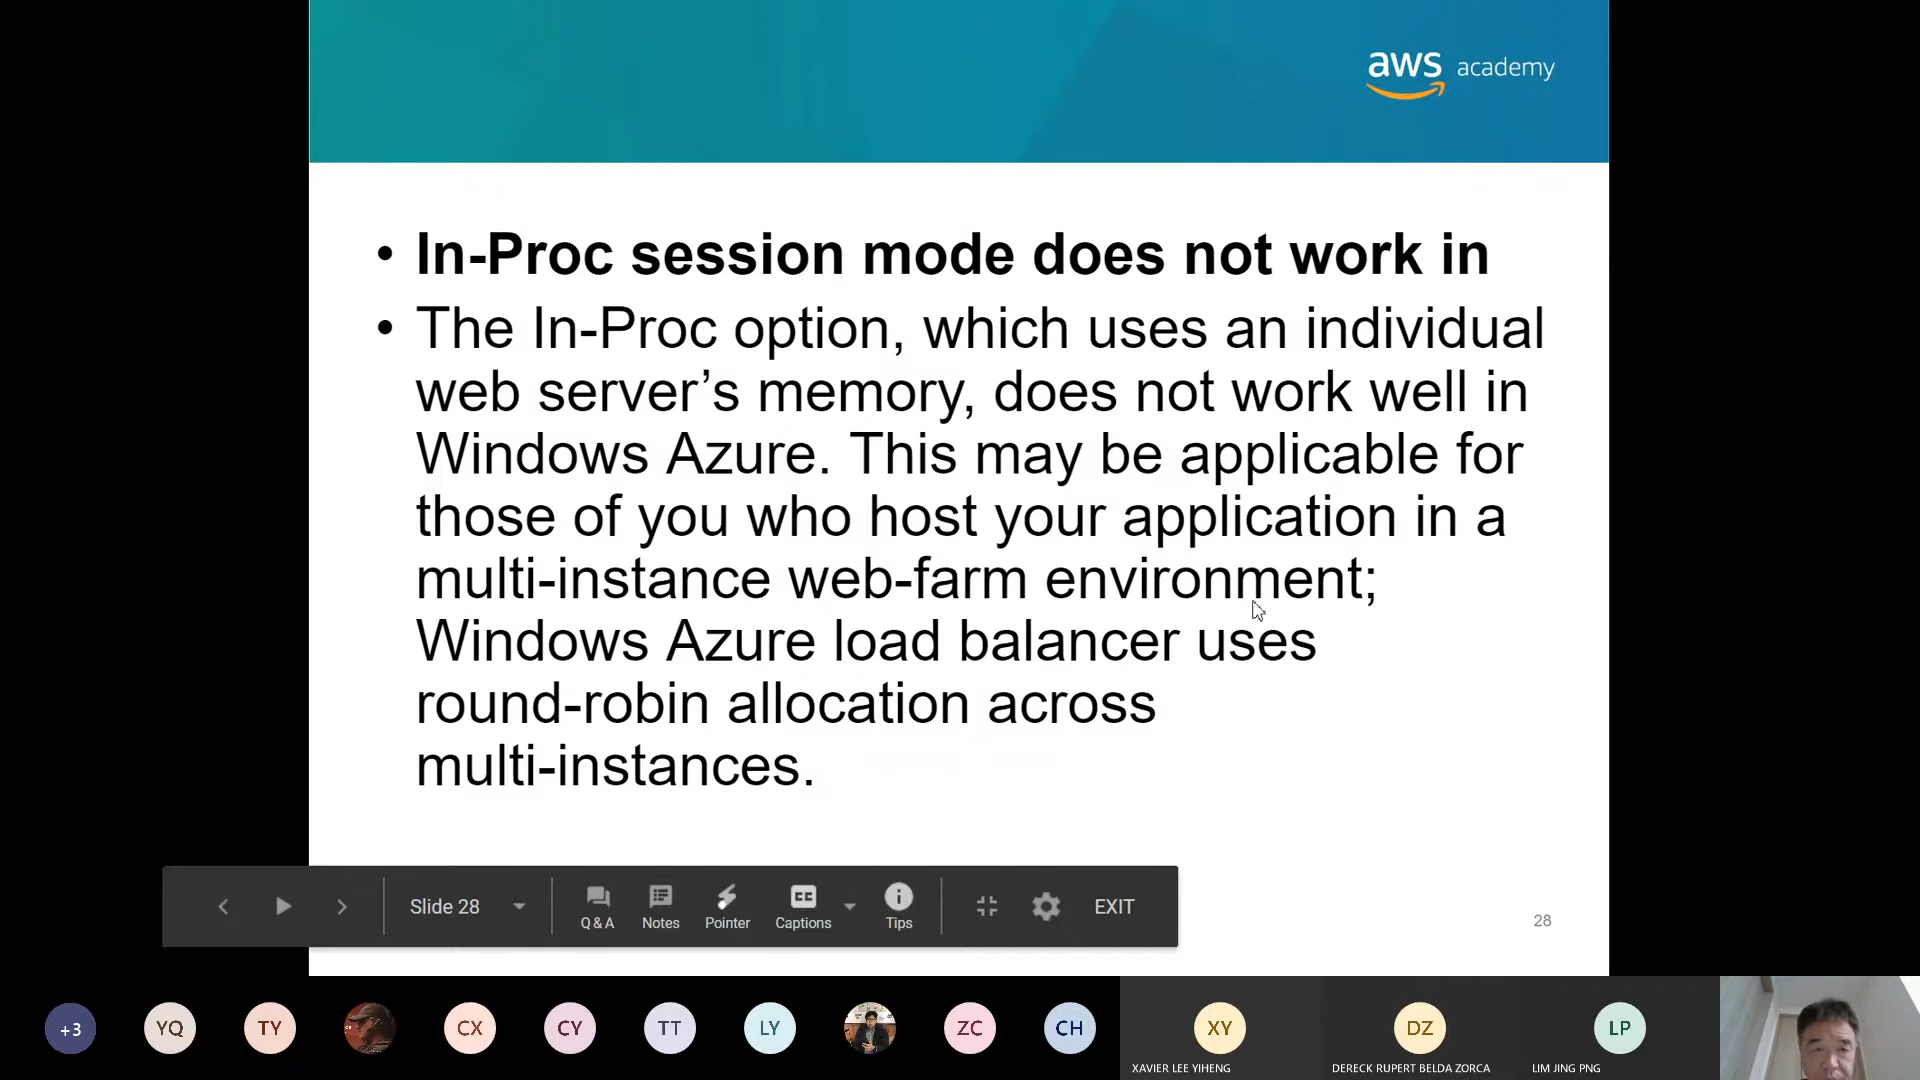 aws academy
• In-Proc session mode does not work in
• The In-Proc option, which uses an individual
web server’s memory, does not work well in
Windows Azure. This may be applicable for
those of you who host your application in a
multi-instance web-farm environment;
Windows Azure load balancer uses
round-robin allocation across
multi-instances.
Slide 28
Q & A
Notes
Pointer
CC
Captions
Tips
EXIT
28
+3
YQ
TY
CX
CY
TT
LY
ZC
CH
XY
XAVIER LEE YIHENG
DZ
DERECK RUPERT BELDA ZORCA
LP
LIM JING PNG